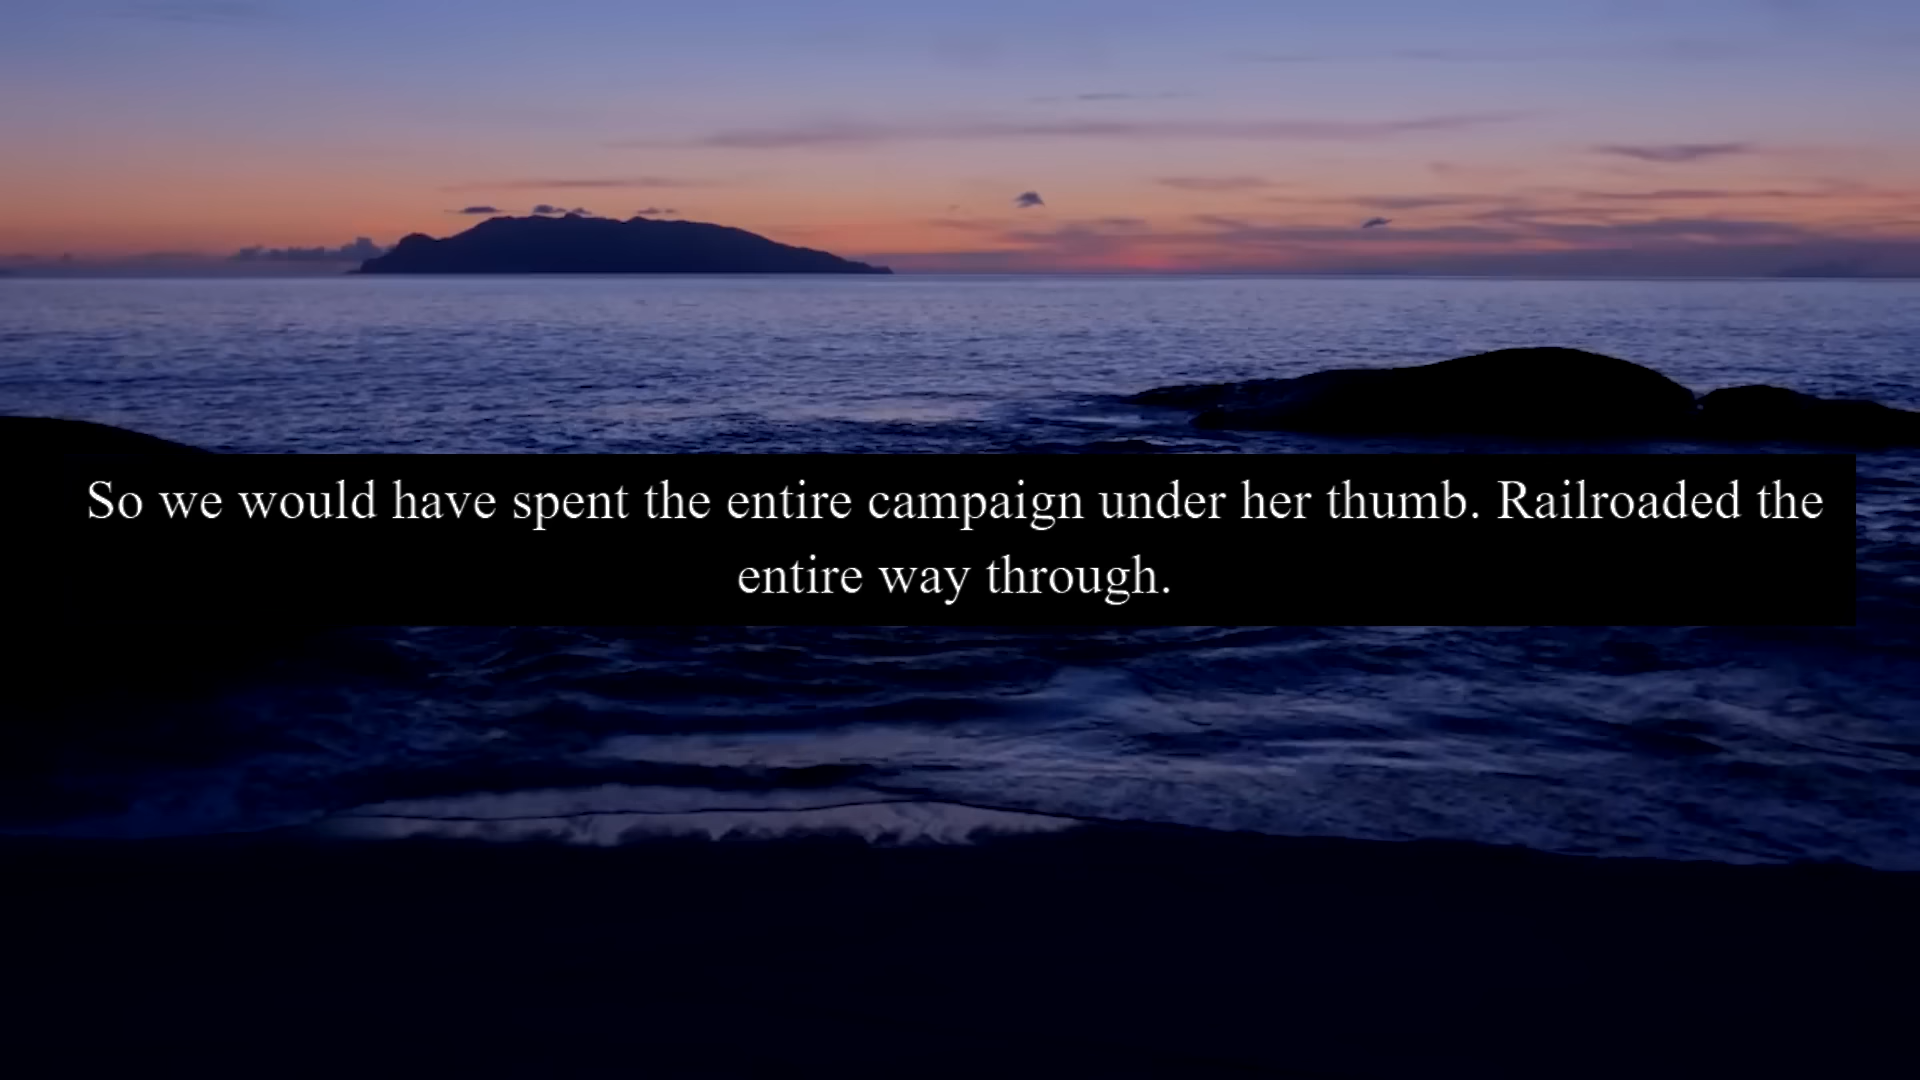 So we would have spent the entire campaign under her thumb. Railroaded the
entire way through.